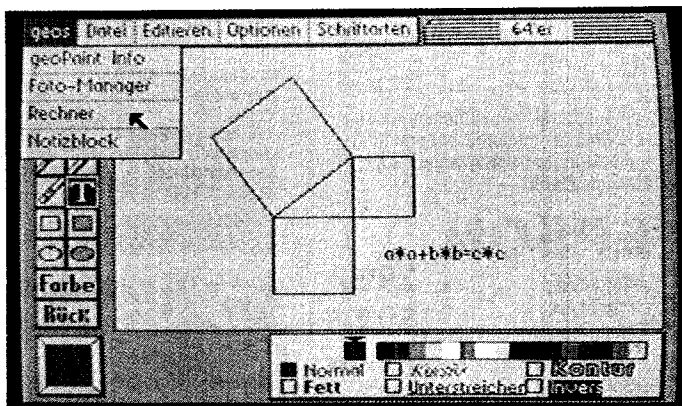 geos Datei Editieren Optionen Schriftarten 64'er
geoPaint Info
Foto-Manager
Rechner
Notizblock
T
a*a+b*b=c*c
Farbe
Rück
Normal Kursiv Kontur
Fett Unterstreichen Invers